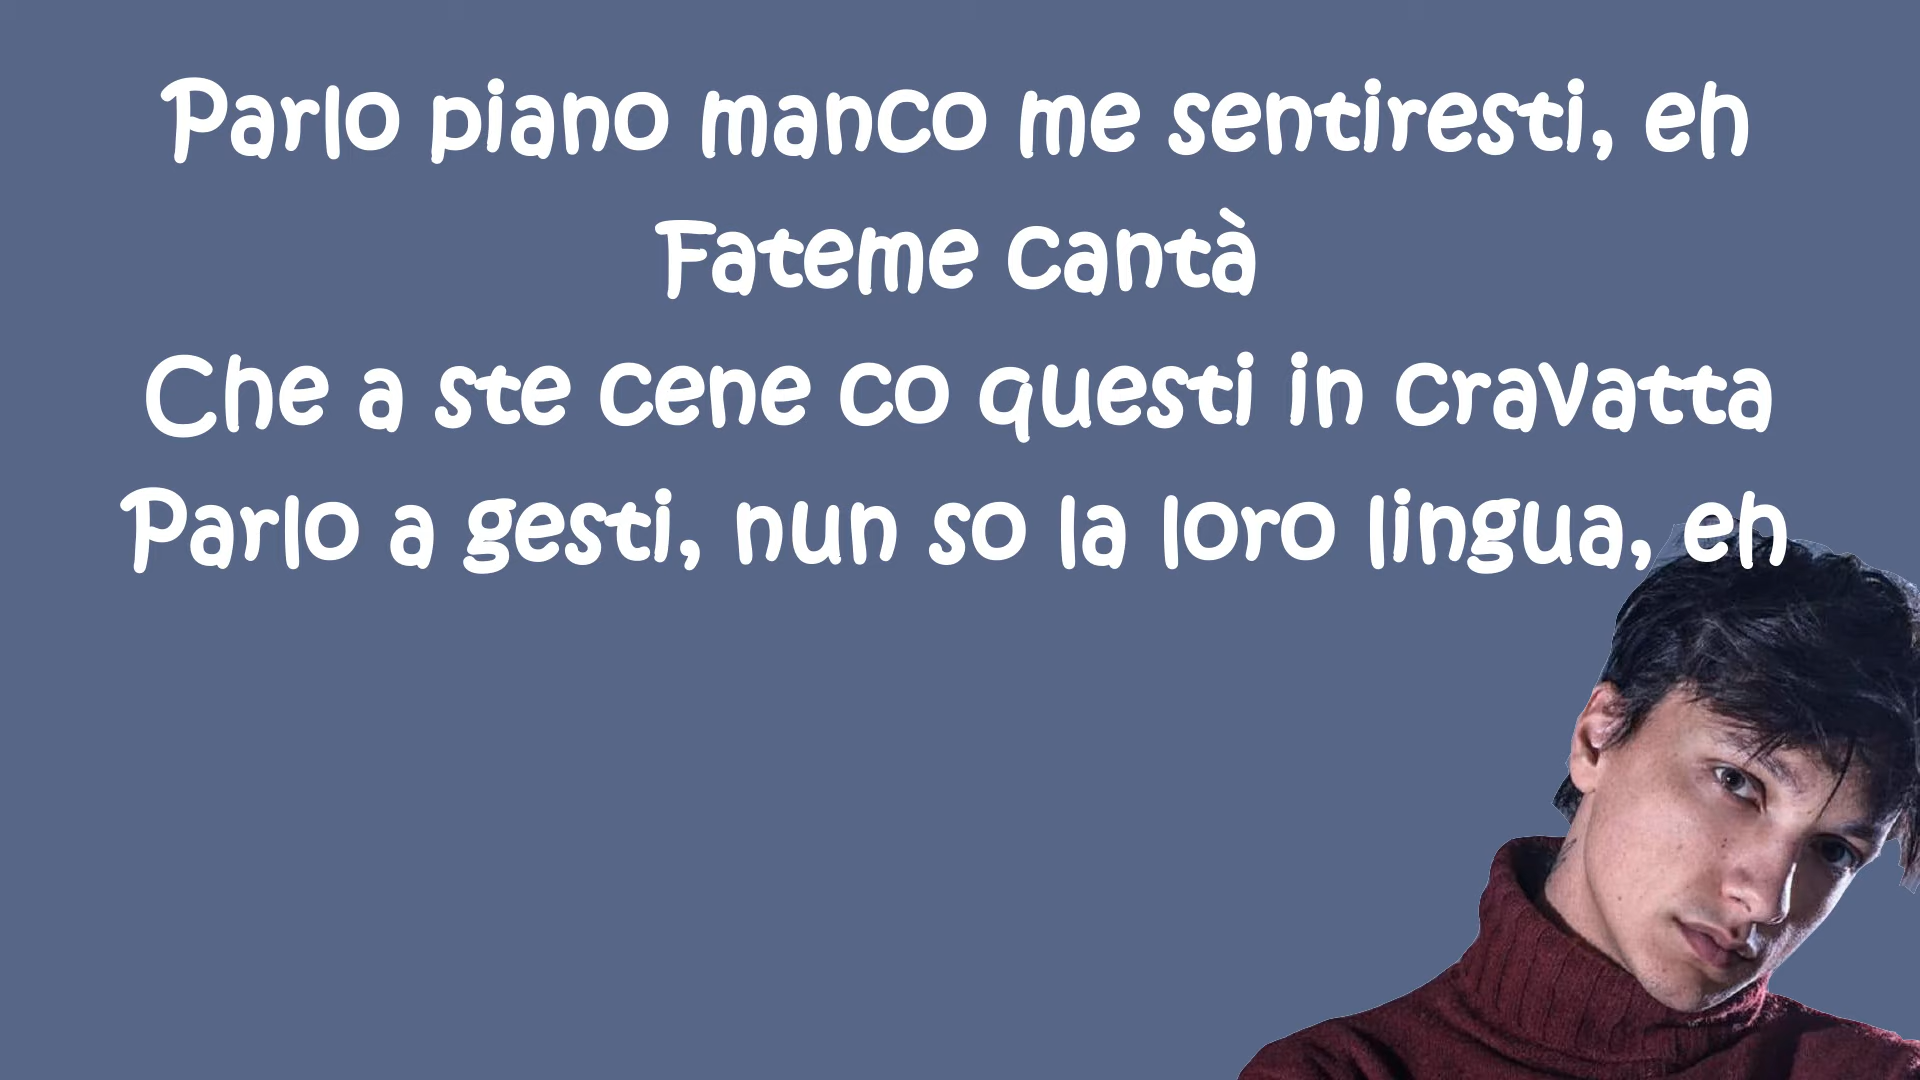 Parlo piano manco me sentiresti, eh
Fateme cantà
Che a ste cene co questi in cravatta
Parlo a gesti, nun so la loro lingua, eh